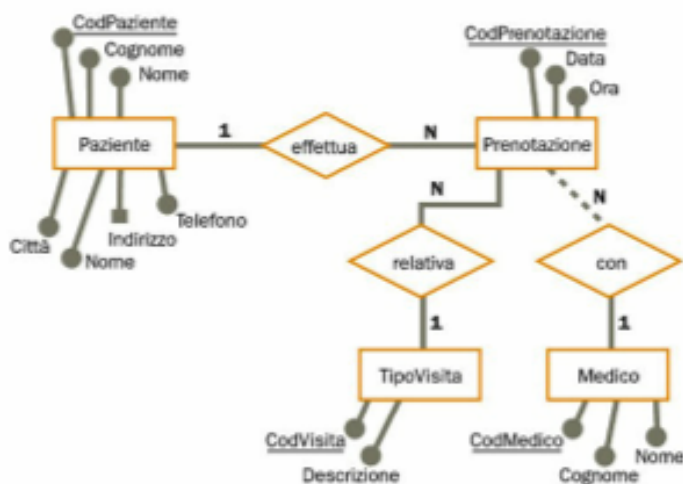 CodPaziente
Cognome
Nome
CodPrenotazione
Data
Ora
Paziente
1
effettua
N
Prenotazione
N
N
Città
Nome
Indirizzo
Telefono
relativa
con
1
1
TipoVisita
Medico
CodVisita
Descrizione
CodMedico
Cognome
Nome